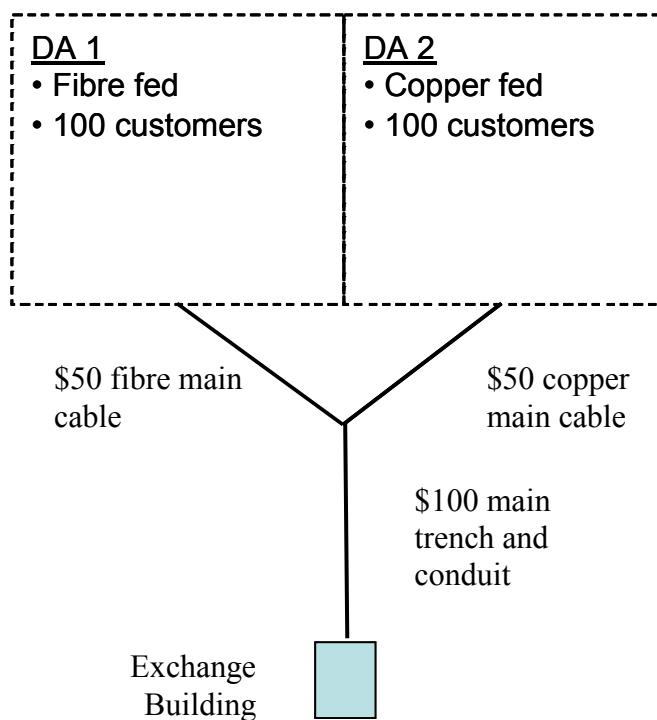 DA 1
• Fibre fed
• 100 customers
DA 2
• Copper fed
• 100 customers
$50 fibre main
cable
$50 copper
main cable
$100 main
trench and
conduit
Exchange
Building